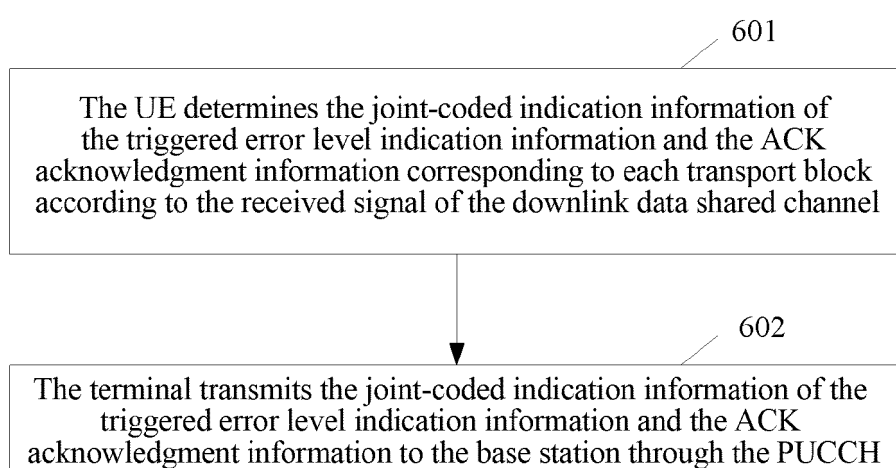 601
The UE determines the joint-coded indication information of
the triggered error level indication information and the ACK
acknowledgment information corresponding to each transport block
according to the received signal of the downlink data shared channel
602
The terminal transmits the joint-coded indication information of the
triggered error level indication information and the ACK
acknowledgment information to the base station through the PUCCH